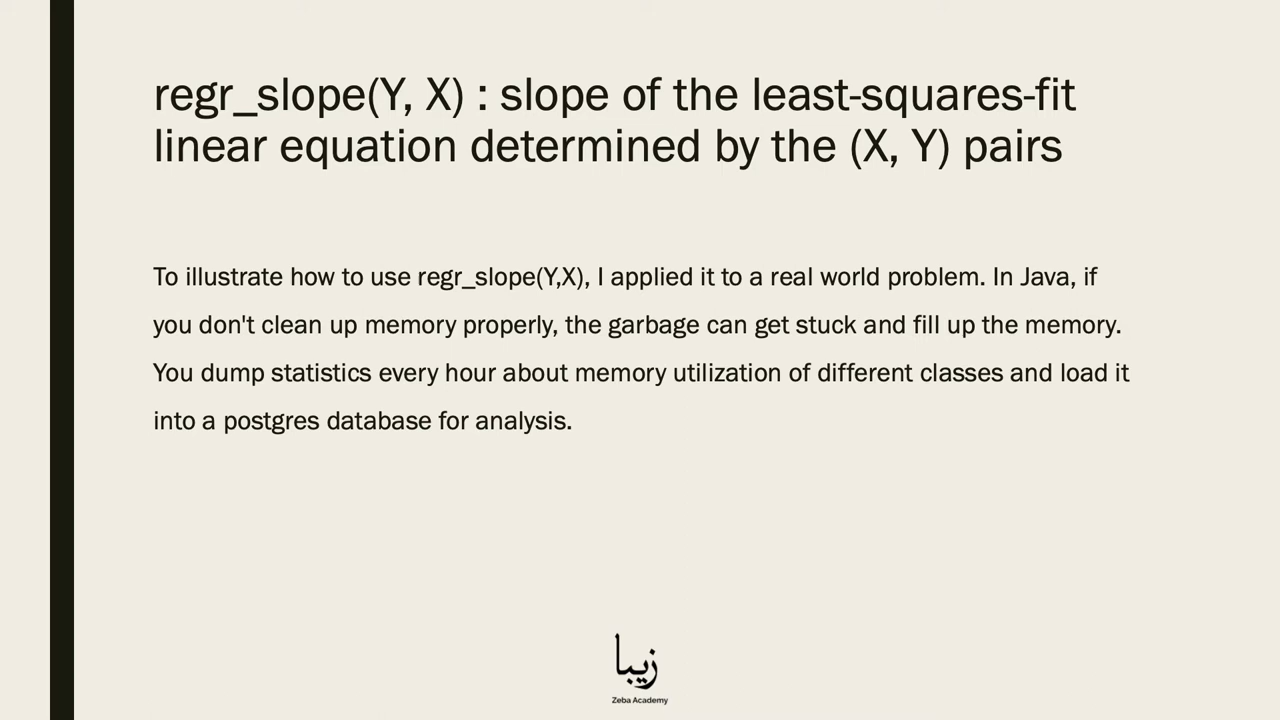 regr_slope(Y, X) : slope of the least-squares-fit
linear equation determined by the (X, Y) pairs
To illustrate how to use regr_slope(Y,X), I applied it to a real world problem. In Java, if
you don't clean up memory properly, the garbage can get stuck and fill up the memory.
You dump statistics every hour about memory utilization of different classes and load it
into a postgres database for analysis.
زیبا
Zeba Academy